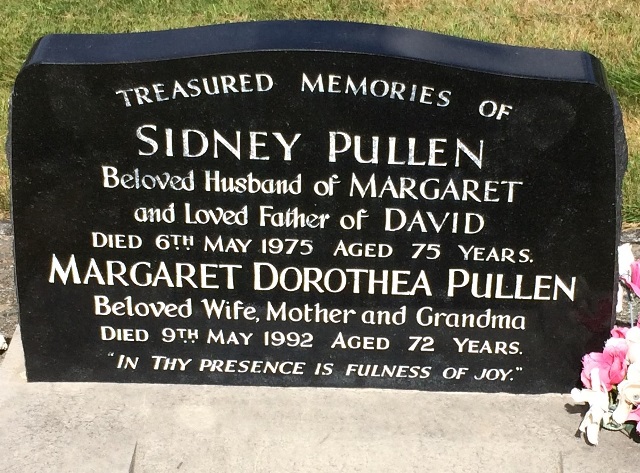 TREASURED MEMORIES OF
SIDNEY PULLEN
Beloved Husband of MARGARET
and Loved Father of DAVID
DIED 6TH MAY 1975 AGED 75 YEARS.
MARGARET DOROTHEA PULLEN
Beloved Wife, Mother and Grandma
DIED 9TH MAY 1992 AGED 72 YEARS.
"IN THY PRESENCE IS FULNESS OF JOY."